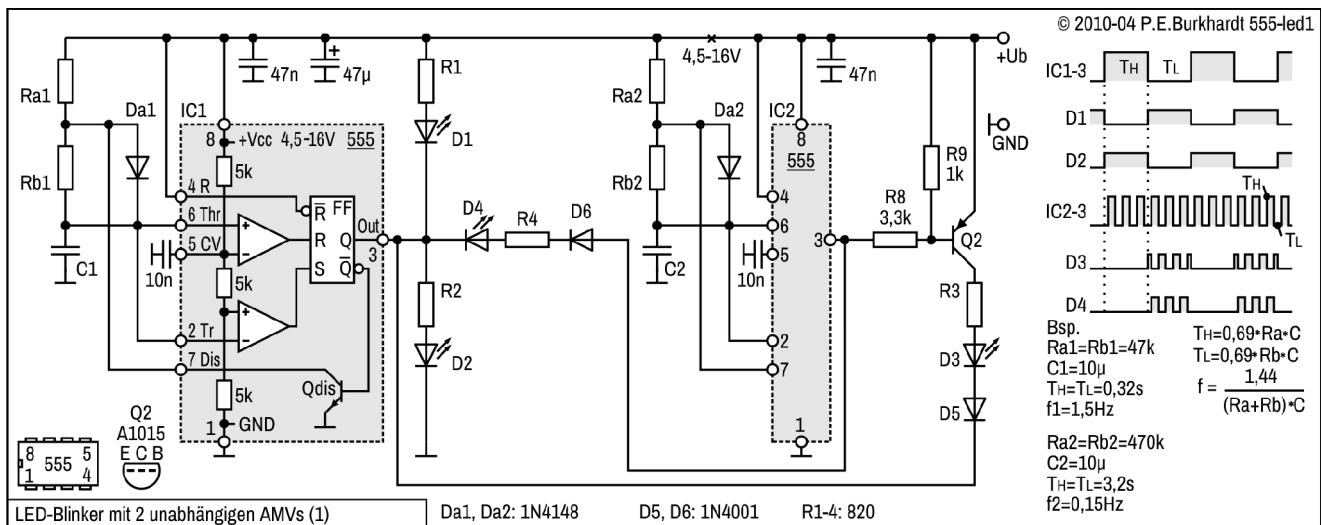 © 2010-04 P.E.Burkhardt 555-led1
4,5-16V
+Ub
GND
47n
47µ
+
Ra1
Da1
Rb1
C1
IC1
8 +Vcc 4,5-16V 555
5k
4 R
6 Thr
5 CV
10n
5k
2 Tr
7 Dis
5k
1 GND
Qdis
R FF
R Q
S Q
Out
3
+
−
+
−
R1
D1
D4
R4
D6
R2
D2
Ra2
Da2
Rb2
C2
10n
IC2
47n
8
555
4
6
5
2
7
1
3
R8
3,3k
R9
1k
Q2
R3
D3
D5
IC1-3
TH
TL
D1
D2
IC2-3
TH
TL
D3
D4
Bsp.
Ra1=Rb1=47k
C1=10µ
TH=TL=0,32s
f1=1,5Hz
Ra2=Rb2=470k
C2=10µ
TH=TL=3,2s
f2=0,15Hz
TH=0,69*Ra*C
TL=0,69*Rb*C
f = 1,44
(Ra+Rb)*C
8 5
555
1 4
Q2
A1015
E C B
LED-Blinker mit 2 unabhängigen AMVs (1)
Da1, Da2: 1N4148 D5, D6: 1N4001 R1-4: 820